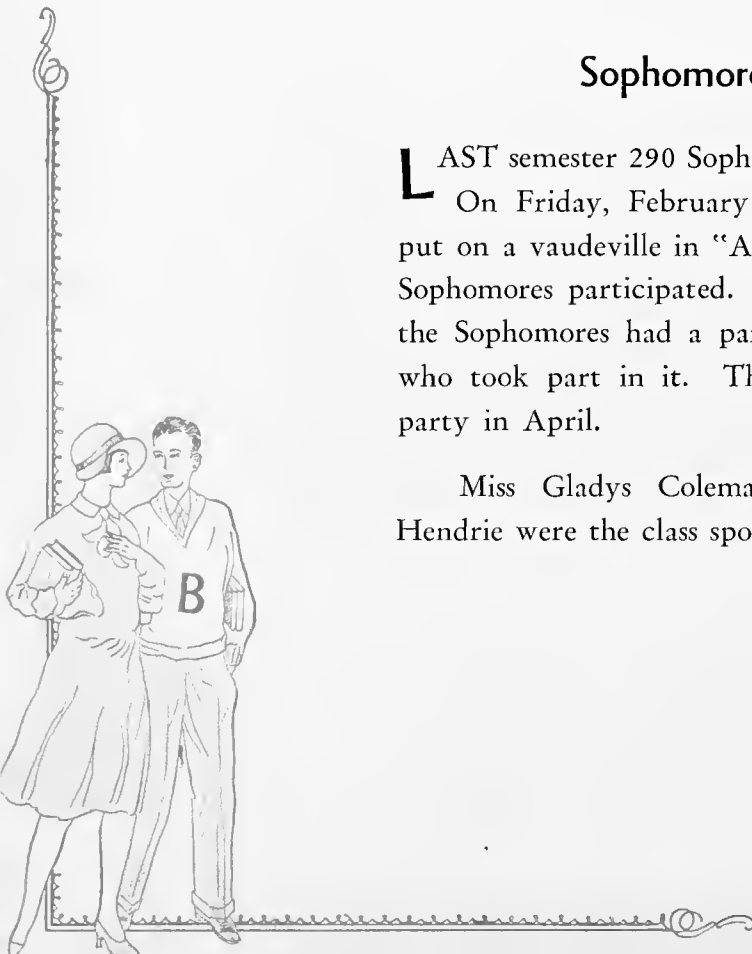 Sophomor
LAST semester 290 Soph
On Friday, February
put on a vaudeville in "A
Sophomores participated.
the Sophomores had a pa
who took part in it. Th
party in April.
Miss Gladys Colema
Hendrie were the class spo
B